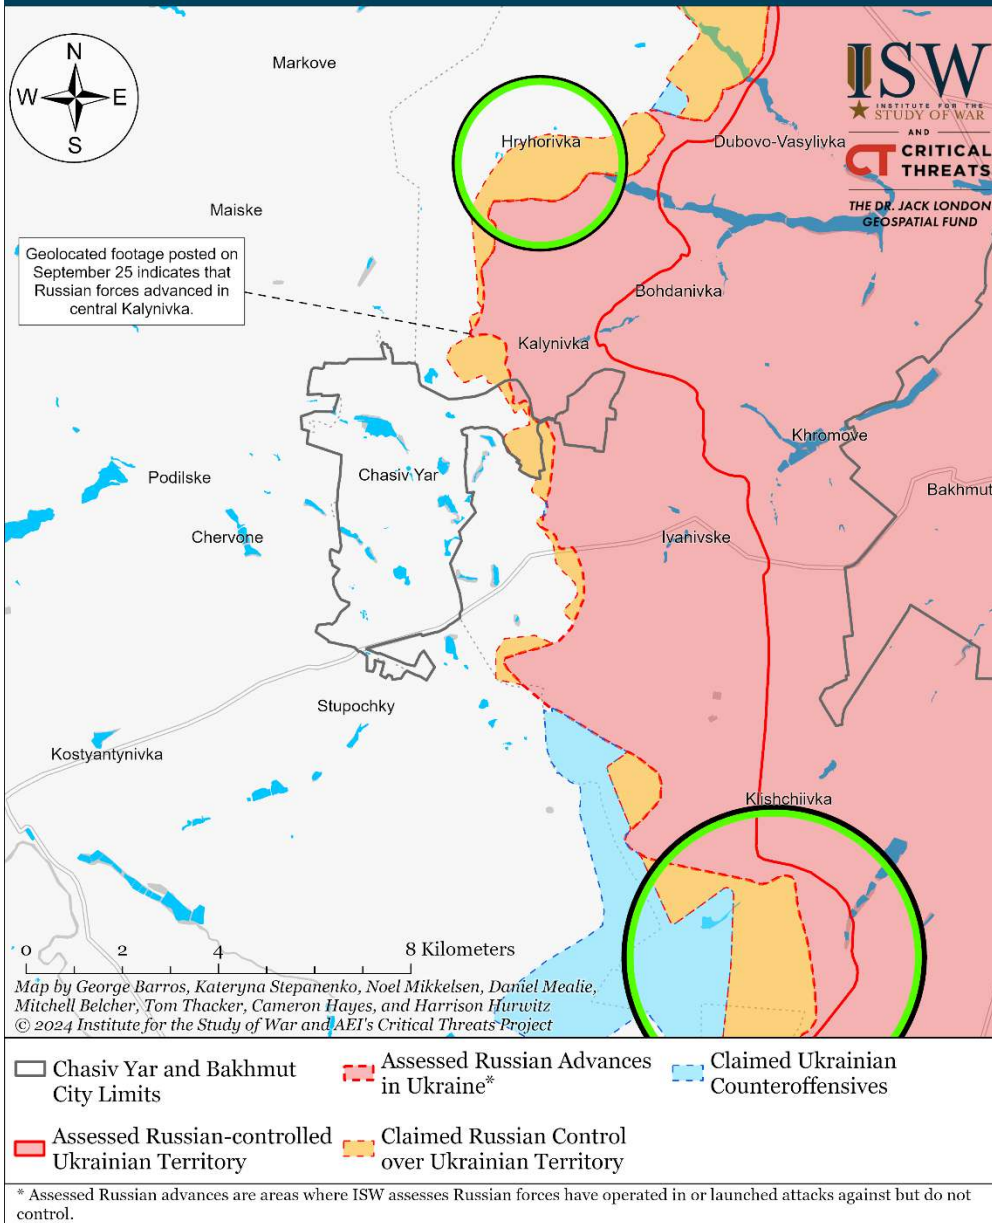 N
W E
S
Markove
ISW
INSTITUTE FOR THE
STUDY OF WAR
AND
CT CRITICAL
THREATS
THE DR. JACK LONDON
GEOSPATIAL FUND
Hryhorivka
Dubovo-Vasylivka
Maiske
Geolocated footage posted on
September 25 indicates that
Russian forces advanced in
central Kalynivka.
Bohdanivka
Kalynivka
Khromove
Podilske
Chasiv Yar
Bakhmut
Chervone
Ivanivske
Stupochky
Kostyantynivka
Klishchiivka
0 2 4 8 Kilometers
Map by George Barros, Kateryna Stepanenko, Noel Mikkelsen, Daniel Mealie,
Mitchell Belcher, Tom Thacker, Cameron Hayes, and Harrison Hurwitz
© 2024 Institute for the Study of War and AEI's Critical Threats Project
Chasiv Yar and Bakhmut
City Limits
Assessed Russian Advances
in Ukraine*
Claimed Ukrainian
Counteroffensives
Assessed Russian-controlled
Ukrainian Territory
Claimed Russian Control
over Ukrainian Territory
* Assessed Russian advances are areas where ISW assesses Russian forces have operated in or launched attacks against but do not
control.